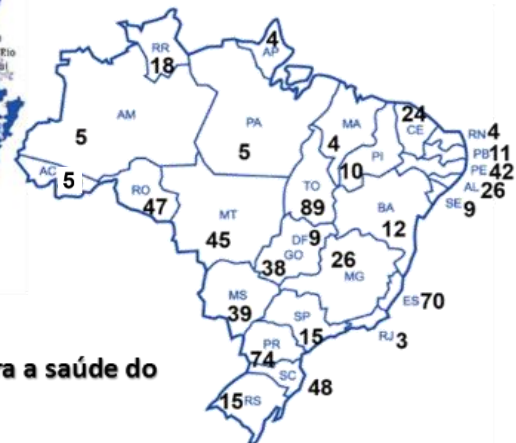 Rio
RR
18
4
AP
AM
5
PA
5
MA
4
24
CE
RN 4
PB 11
PE 42
AL 26
SE 9
PI
10
AC
5
RO
47
TO
89
MT
45
BA
12
DF 9
GO
38
26
MG
MS
39
ES 70
SP
15
RJ 3
PR
74
SC
48
15 RS
ra a saúde do